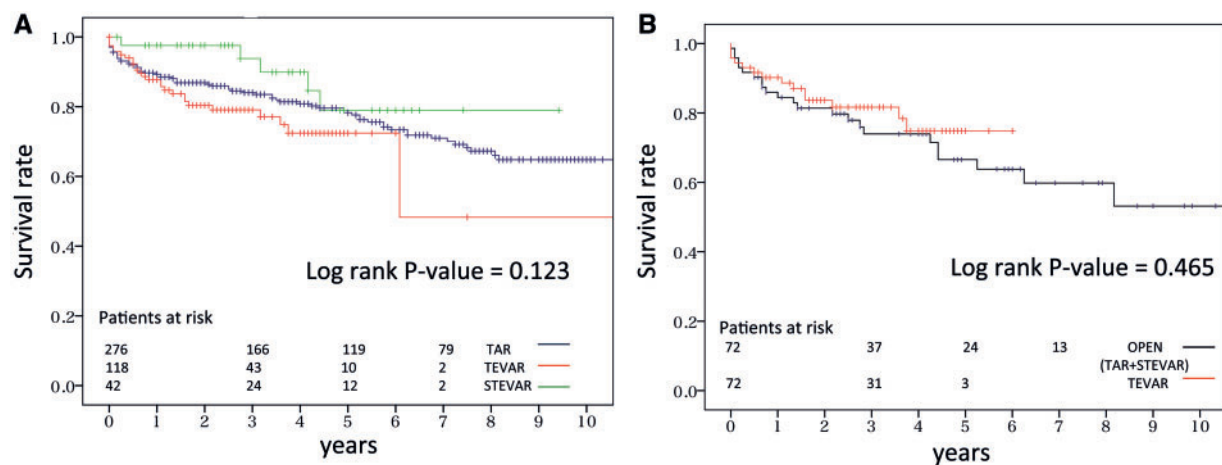 A
1.0
0.8
0.6
0.4
0.2
0.0
Survival rate
Log rank P-value = 0.123
Patients at risk
276 166 119 79 TAR
118 43 10 2 TEVAR
42 24 12 2 STEVAR
0 1 2 3 4 5 6 7 8 9 10
years
B
1.0
0.8
0.6
0.4
0.2
0.0
Survival rate
Log rank P-value = 0.465
Patients at risk
72 37 24 13 OPEN
(TAR+STEVAR)
72 31 3 TEVAR
0 1 2 3 4 5 6 7 8 9 10
years